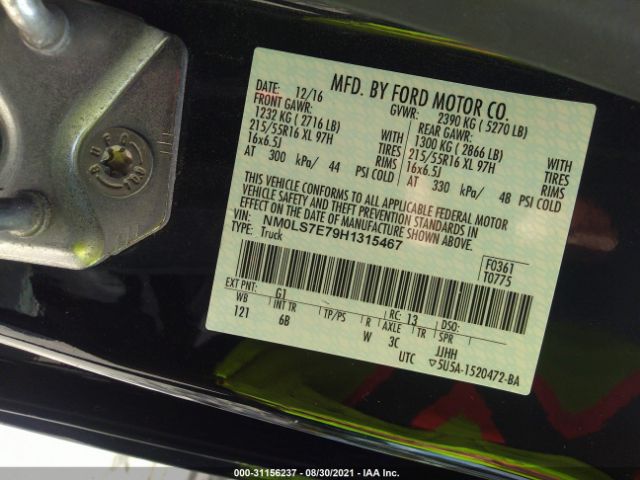 MFD. BY FORD MOTOR CO.
DATE: 12/16 GVWR: 2390 KG ( 5270 LB)
FRONT GAWR: REAR GAWR:
1232 KG ( 2716 LB) WITH 1300 KG ( 2866 LB) WITH
215/55R16 XL 97H TIRES 215/55R16 XL 97H TIRES
16x6.5J RIMS 16x6.5J RIMS
AT 300 kPa/ 44 PSI COLD AT 330 kPa/ 48 PSI COLD
THIS VEHICLE CONFORMS TO ALL APPLICABLE FEDERAL MOTOR
VEHICLE SAFETY AND THEFT PREVENTION STANDARDS IN
EFFECT ON THE DATE OF MANUFACTURE SHOWN ABOVE.
VIN: NM0LS7E79H1315467
TYPE: Truck
F0361
T0775
EXT PNT: G1 RC: 13 DSO:
WB INT TR TP/PS R AXLE TR SPR
121 6B W 3C JJHH
UTC ▽5U5A-1520472-BA
000-31156237 - 08/30/2021 - IAA Inc.